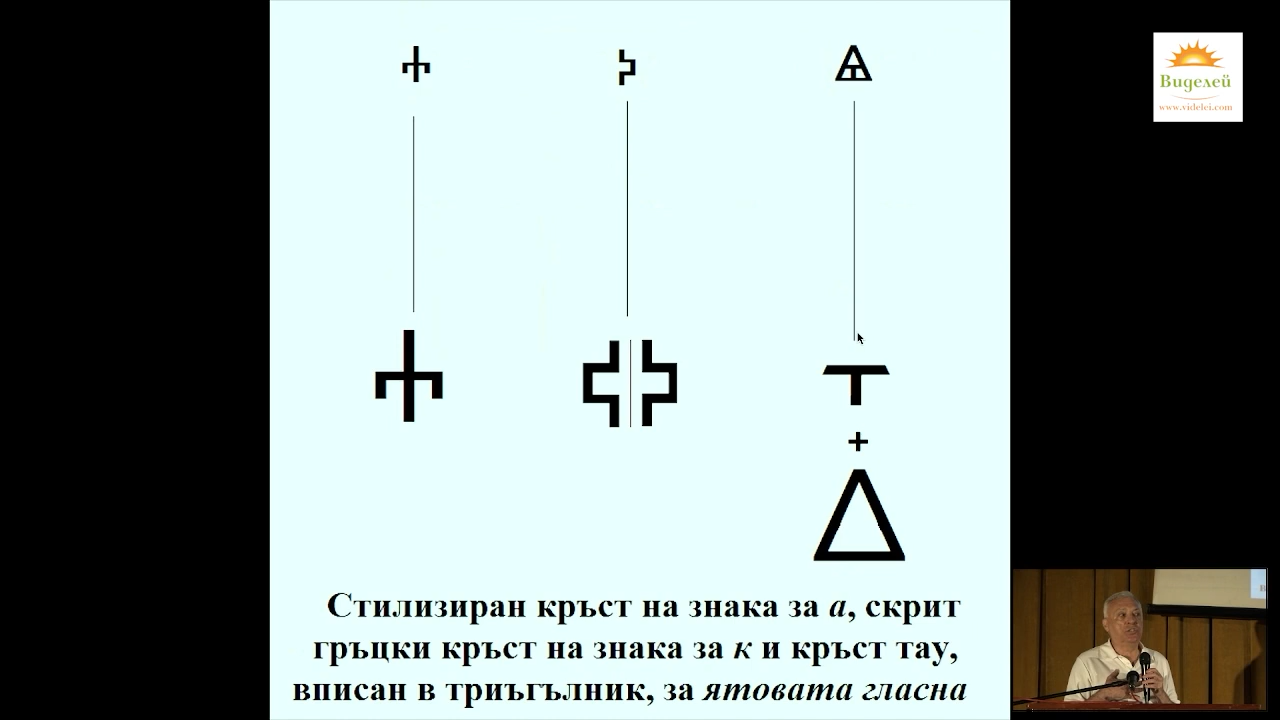 ⰰ ⰽ ⱑ
+
Стилизиран кръст на знака за а, скрит
гръцки кръст на знака за к и кръст тау,
вписан в триъгълник, за ятовата гласна
Виделей
www.videlei.com